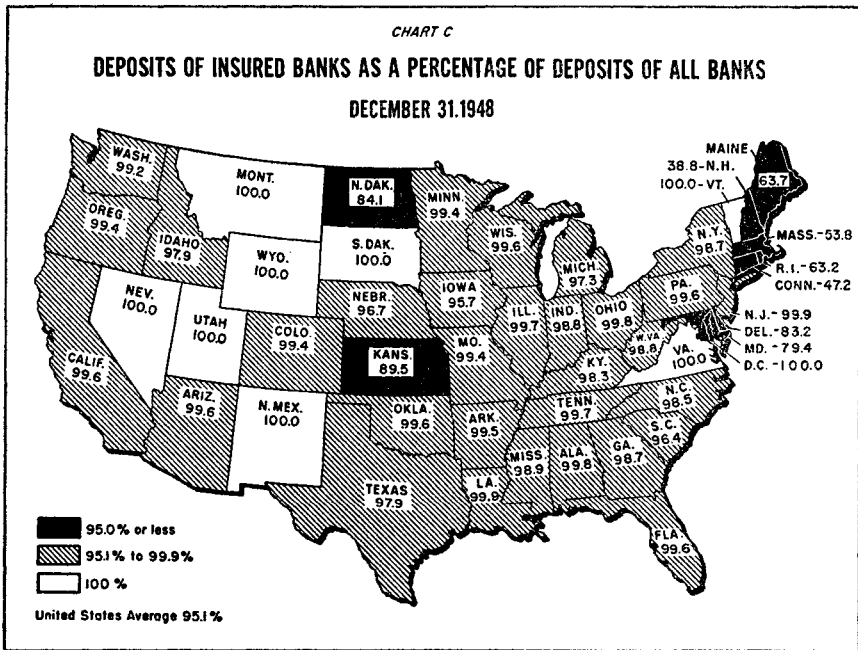 CHART C
DEPOSITS OF INSURED BANKS AS A PERCENTAGE OF DEPOSITS OF ALL BANKS
DECEMBER 31.1948
WASH.
99.2
OREG.
99.4
IDAHO
97.9
MONT.
100.0
WYO.
100.0
NEV.
100.0
UTAH
100.0
CALIF.
99.6
ARIZ.
99.6
COLO.
99.4
N.MEX.
100.0
N.DAK.
84.1
S.DAK.
100.0
NEBR.
96.7
KANS.
89.5
OKLA.
99.6
TEXAS
97.9
MINN.
99.4
IOWA
95.7
MO.
99.4
ARK.
99.5
LA.
99.9
WIS.
99.6
ILL.
99.7
MICH.
97.3
IND.
98.8
OHIO
99.8
KY.
98.3
TENN.
99.7
MISS.
98.9
ALA.
99.8
GA.
98.7
FLA.
99.6
S.C.
96.4
N.C.
98.5
VA.
100.0
W.VA
98.8
PA.
99.6
N.Y.
98.7
MAINE
63.7
38.8-N.H.
100.0-VT.
MASS.-53.8
R.I.-63.2
CONN.-47.2
N.J.-99.9
DEL.-83.2
MD.-79.4
D.C.-100.0
95.0% or less
95.1% to 99.9%
100 %
United States Average 95.1%